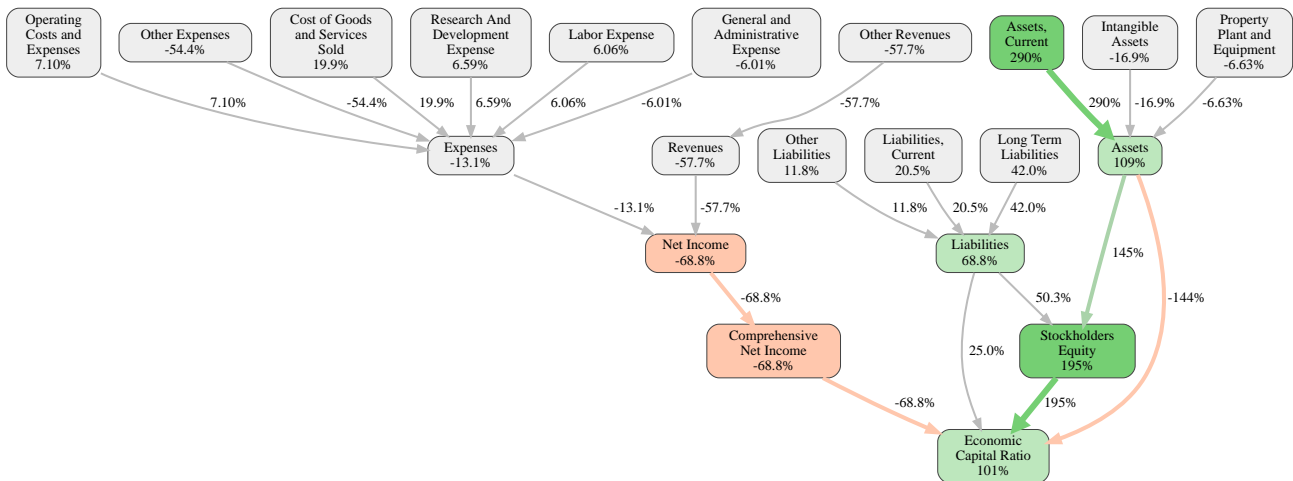 Operating
Costs and
Expenses
7.10%
Other Expenses
-54.4%
Cost of Goods
and Services
Sold
19.9%
Research And
Development
Expense
6.59%
Labor Expense
6.06%
General and
Administrative
Expense
-6.01%
Other Revenues
-57.7%
Assets,
Current
290%
Intangible
Assets
-16.9%
Property
Plant and
Equipment
-6.63%
7.10%
-54.4%
19.9%
6.59%
6.06%
-6.01%
-57.7%
290%
-16.9%
-6.63%
Expenses
-13.1%
Revenues
-57.7%
Other
Liabilities
11.8%
Liabilities,
Current
20.5%
Long Term
Liabilities
42.0%
Assets
109%
-13.1%
-57.7%
11.8%
20.5%
42.0%
Net Income
-68.8%
Liabilities
68.8%
145%
-68.8%
50.3%
-144%
Comprehensive
Net Income
-68.8%
25.0%
Stockholders
Equity
195%
-68.8%
195%
Economic
Capital Ratio
101%